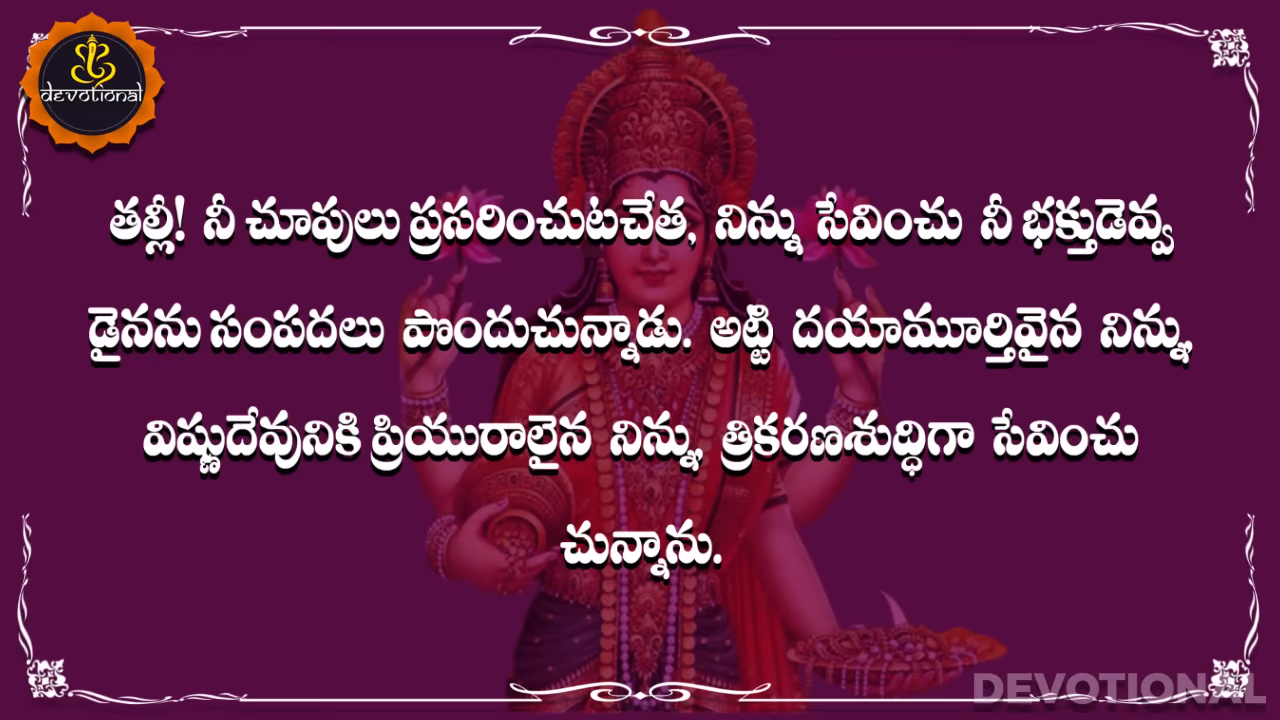 devotional
తల్లీ! నీ చూపులు ప్రసరించుటచేత, నిన్ను సేవించు నీ భక్తుడెవ్వ
డైనను సంపదలు పొందుచున్నాడు. అట్టి దయామూర్తివైన నిన్ను,
విష్ణుదేవునికి ప్రియురాలైన నిన్ను, త్రికరణశుద్ధిగా సేవించు
చున్నాను.
DEVOTIONAL